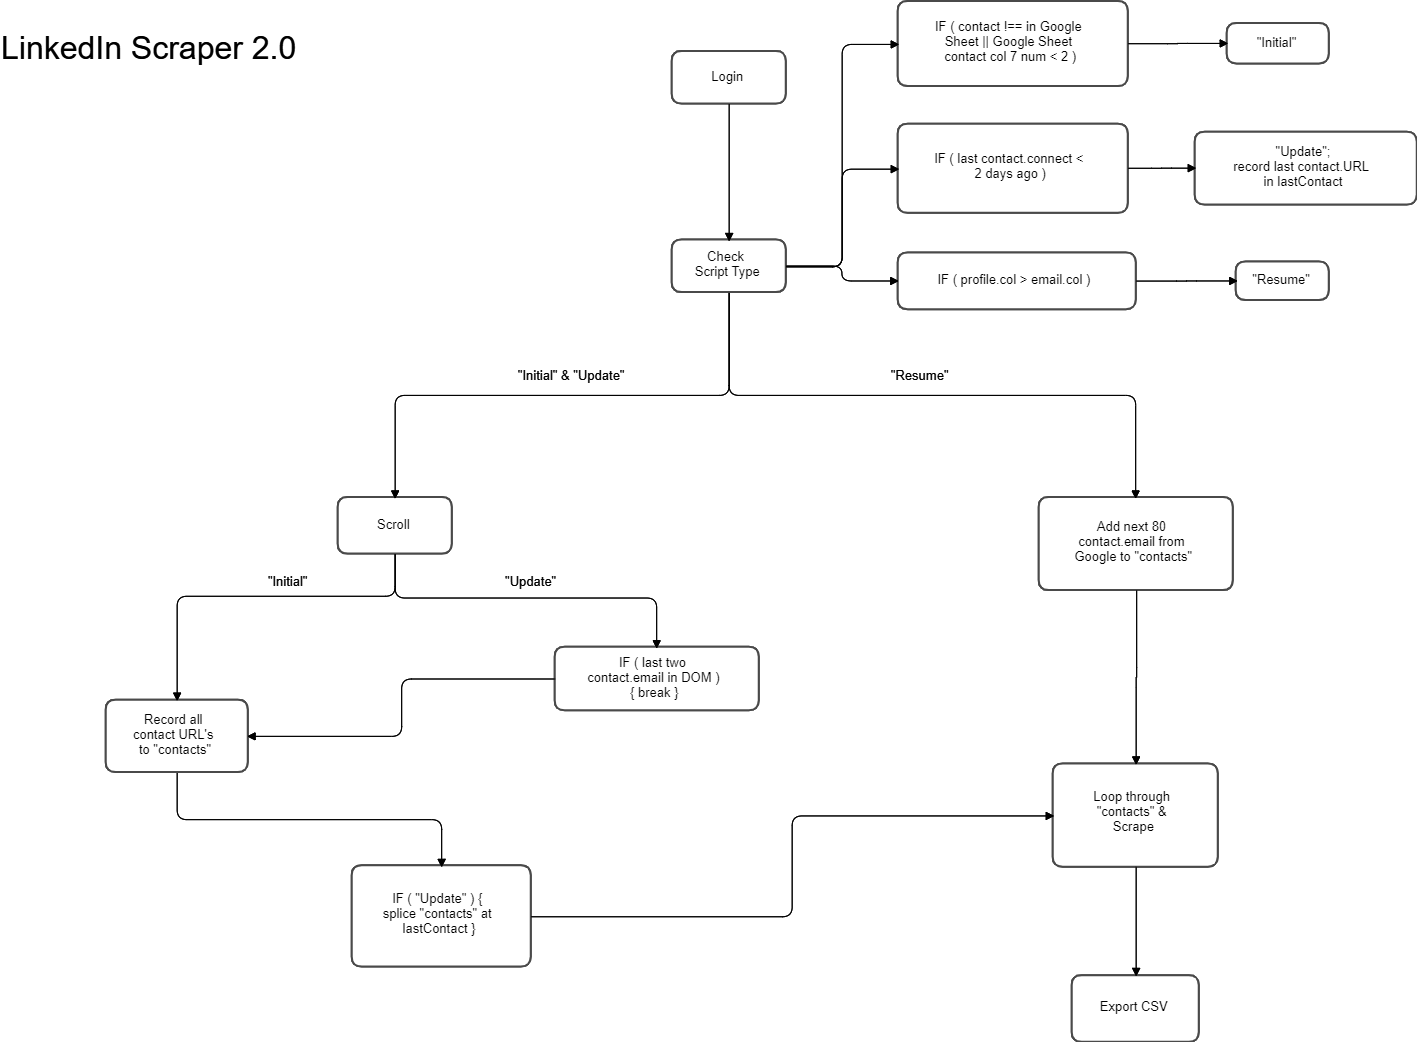 LinkedIn Scraper 2.0
Login
IF ( contact !== in Google
Sheet || Google Sheet
contact col 7 num < 2 )
"Initial"
IF ( last contact.connect <
2 days ago )
"Update";
record last contact.URL
in lastContact
Check
Script Type
IF ( profile.col > email.col )
"Resume"
"Initial" & "Update"
"Resume"
Scroll
Add next 80
contact.email from
Google to "contacts"
"Initial"
"Update"
IF ( last two
contact.email in DOM )
{ break }
Record all
contact URL's
to "contacts"
Loop through
"contacts" &
Scrape
IF ( "Update" ) {
splice "contacts" at
lastContact }
Export CSV